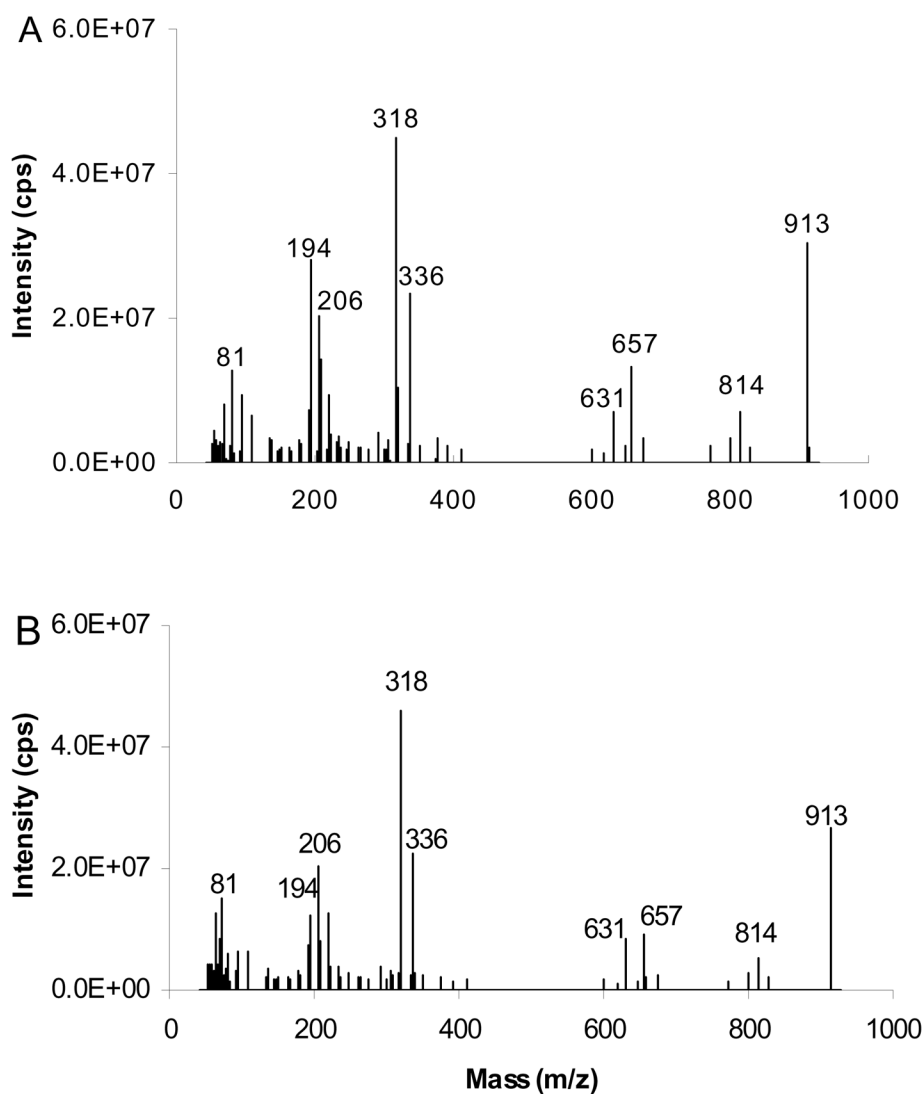 A
6.0E+07
318
4.0E+07
913
Intensity (cps)
194
336
206
2.0E+07
657
81
814
631
0.0E+00
0 200 400 600 800 1000
B
6.0E+07
318
4.0E+07
913
Intensity (cps)
206
336
2.0E+07
81
194
657
631
814
0.0E+00
0 200 400 600 800 1000
Mass (m/z)